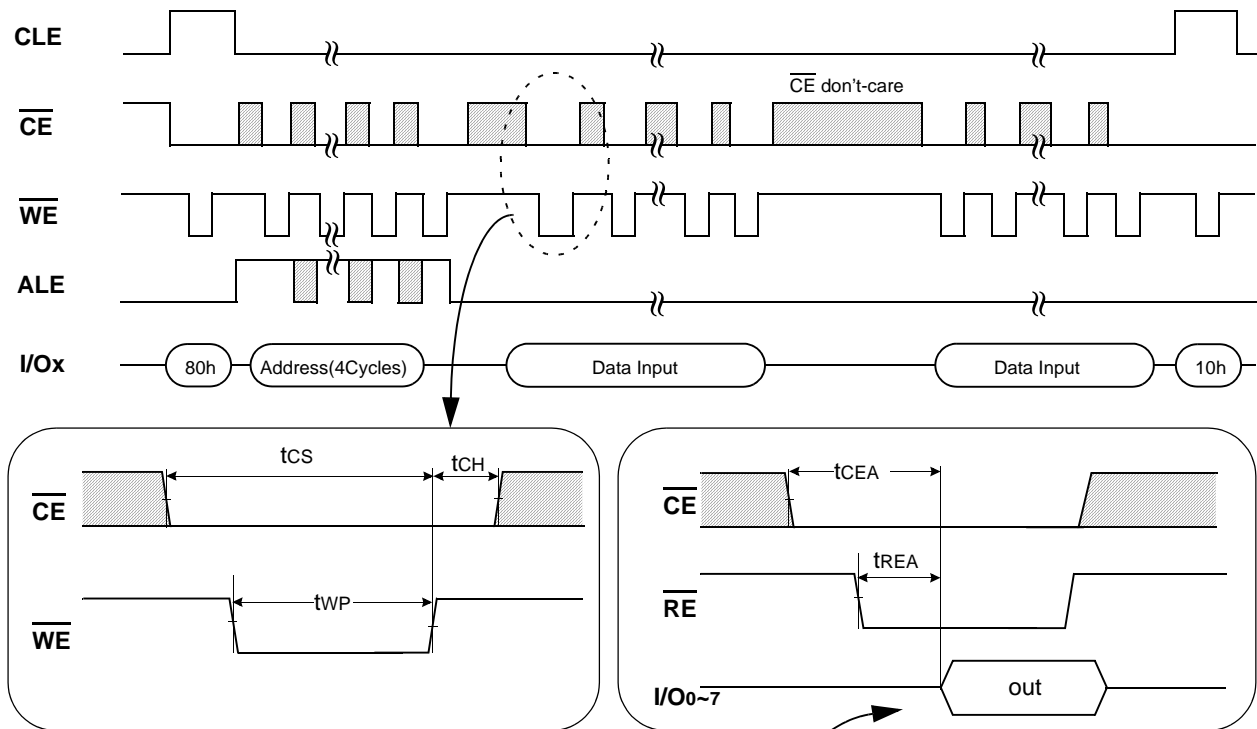 CLE
CE don't-care
CE
WE
ALE
I/Ox
80h
Address(4Cycles)
Data Input
Data Input
10h
tCS
tCH
CE
tWP
WE
tCEA
CE
tREA
RE
I/O0~7
out